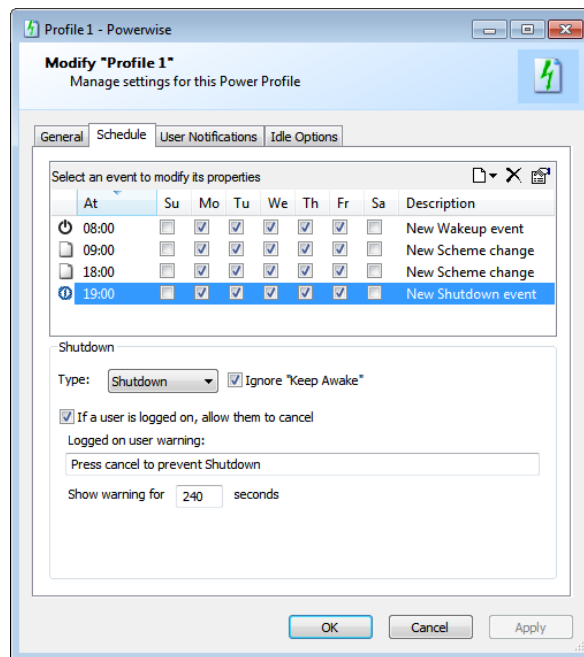 Profile 1 - Powerwise
Modify "Profile 1"
Manage settings for this Power Profile
General Schedule User Notifications Idle Options
Select an event to modify its properties
At Su Mo Tu We Th Fr Sa Description
08:00 New Wakeup event
09:00 New Scheme change
18:00 New Scheme change
19:00 New Shutdown event
Shutdown
Type: Shutdown Ignore "Keep Awake"
If a user is logged on, allow them to cancel
Logged on user warning:
Press cancel to prevent Shutdown
Show warning for 240 seconds
OK Cancel Apply